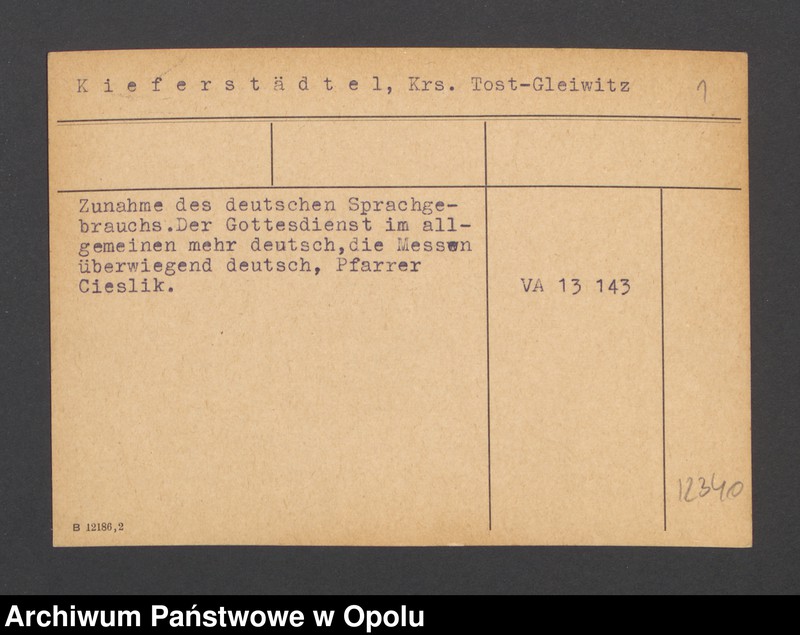 Kieferstädtel, Krs. Tost-Gleiwitz 1
Zunahme des deutschen Sprachge-
brauchs.Der Gottesdienst im all-
gemeinen mehr deutsch,die Messen
überwiegend deutsch, Pfarrer
Cieslik.
VA 13 143
12340
B 12186,2
Archiwum Państwowe w Opolu